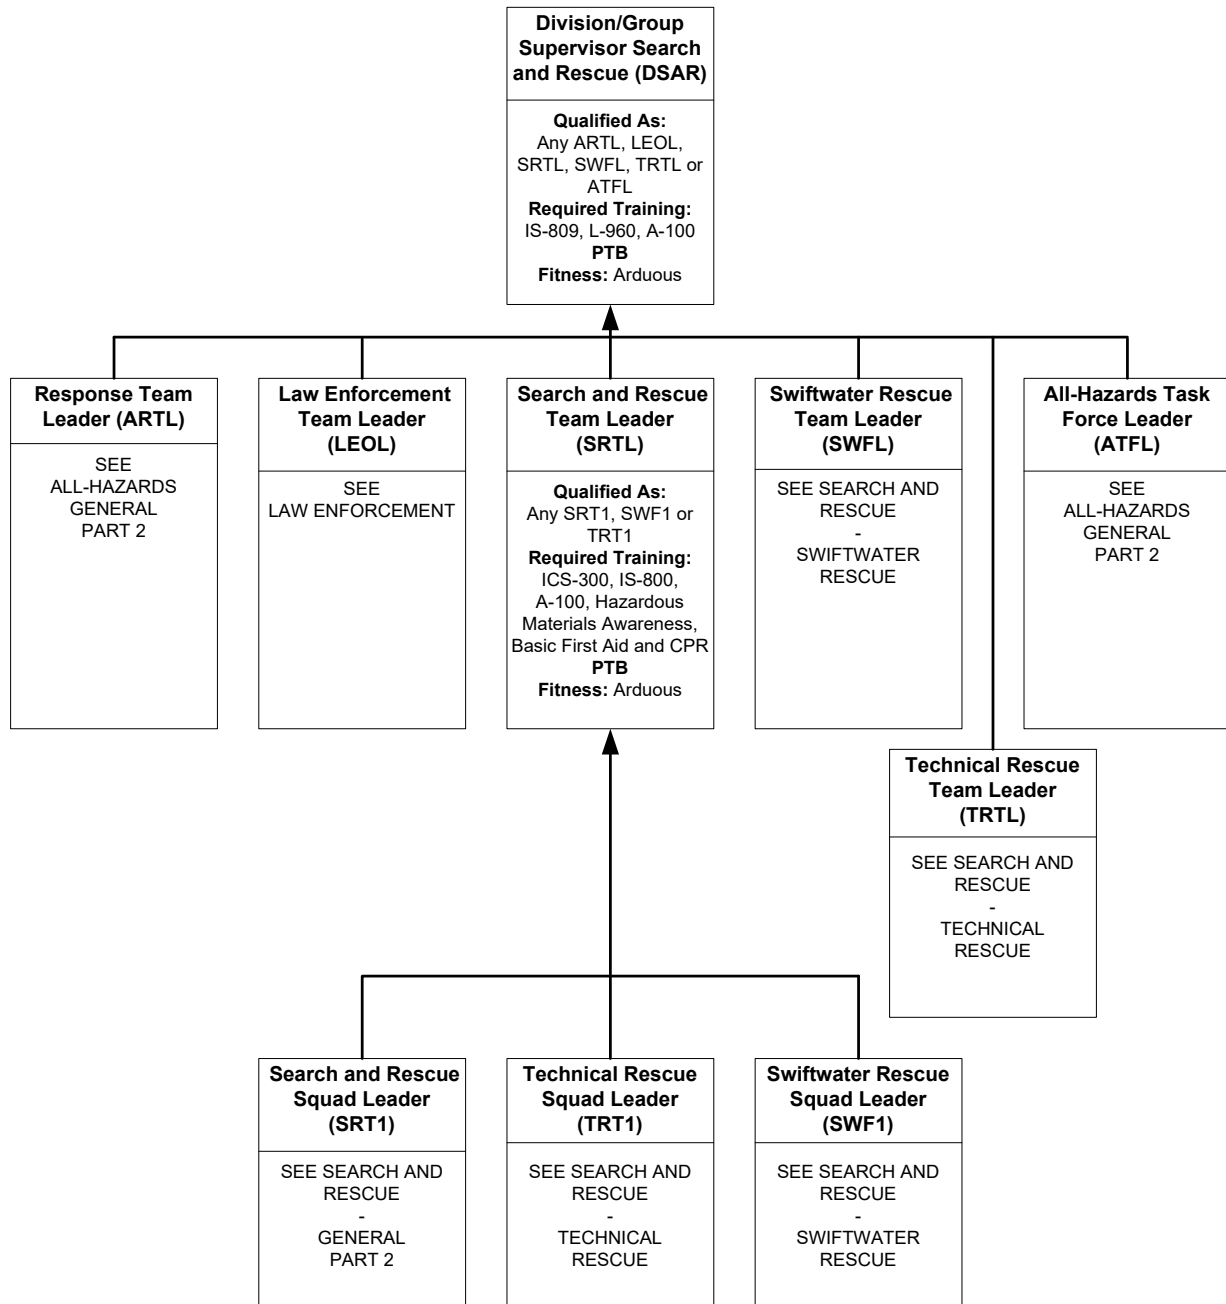 Division/Group
Supervisor Search
and Rescue (DSAR)
Qualified As:
Any ARTL, LEOL,
SRTL, SWFL, TRTL or
ATFL
Required Training:
IS-809, L-960, A-100
PTB
Fitness: Arduous
Response Team
Leader (ARTL)
SEE
ALL-HAZARDS
GENERAL
PART 2
Law Enforcement
Team Leader
(LEOL)
SEE
LAW ENFORCEMENT
Search and Rescue
Team Leader
(SRTL)
Qualified As:
Any SRT1, SWF1 or
TRT1
Required Training:
ICS-300, IS-800,
A-100, Hazardous
Materials Awareness,
Basic First Aid and CPR
PTB
Fitness: Arduous
Swiftwater Rescue
Team Leader
(SWFL)
SEE SEARCH AND
RESCUE
-
SWIFTWATER
RESCUE
All-Hazards Task
Force Leader
(ATFL)
SEE
ALL-HAZARDS
GENERAL
PART 2
Technical Rescue
Team Leader
(TRTL)
SEE SEARCH AND
RESCUE
-
TECHNICAL
RESCUE
Search and Rescue
Squad Leader
(SRT1)
SEE SEARCH AND
RESCUE
-
GENERAL
PART 2
Technical Rescue
Squad Leader
(TRT1)
SEE SEARCH AND
RESCUE
-
TECHNICAL
RESCUE
Swiftwater Rescue
Squad Leader
(SWF1)
SEE SEARCH AND
RESCUE
-
SWIFTWATER
RESCUE